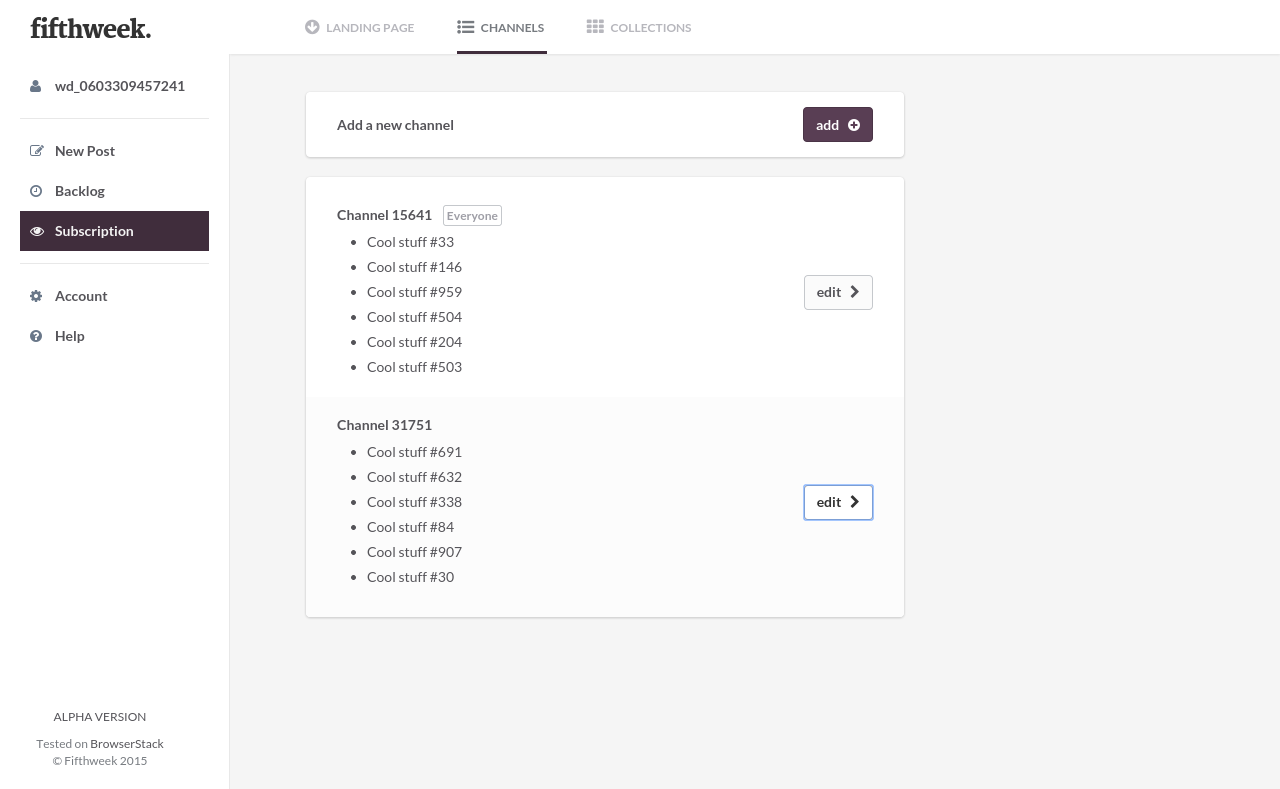 fifthweek.
LANDING PAGE
CHANNELS
COLLECTIONS
wd_0603309457241
New Post
Backlog
Subscription
Account
Help
ALPHA VERSION
Tested on BrowserStack
© Fifthweek 2015
Add a new channel
add
Channel 15641 Everyone
Cool stuff #33
Cool stuff #146
Cool stuff #959
Cool stuff #504
Cool stuff #204
Cool stuff #503
edit
Channel 31751
Cool stuff #691
Cool stuff #632
Cool stuff #338
Cool stuff #84
Cool stuff #907
Cool stuff #30
edit